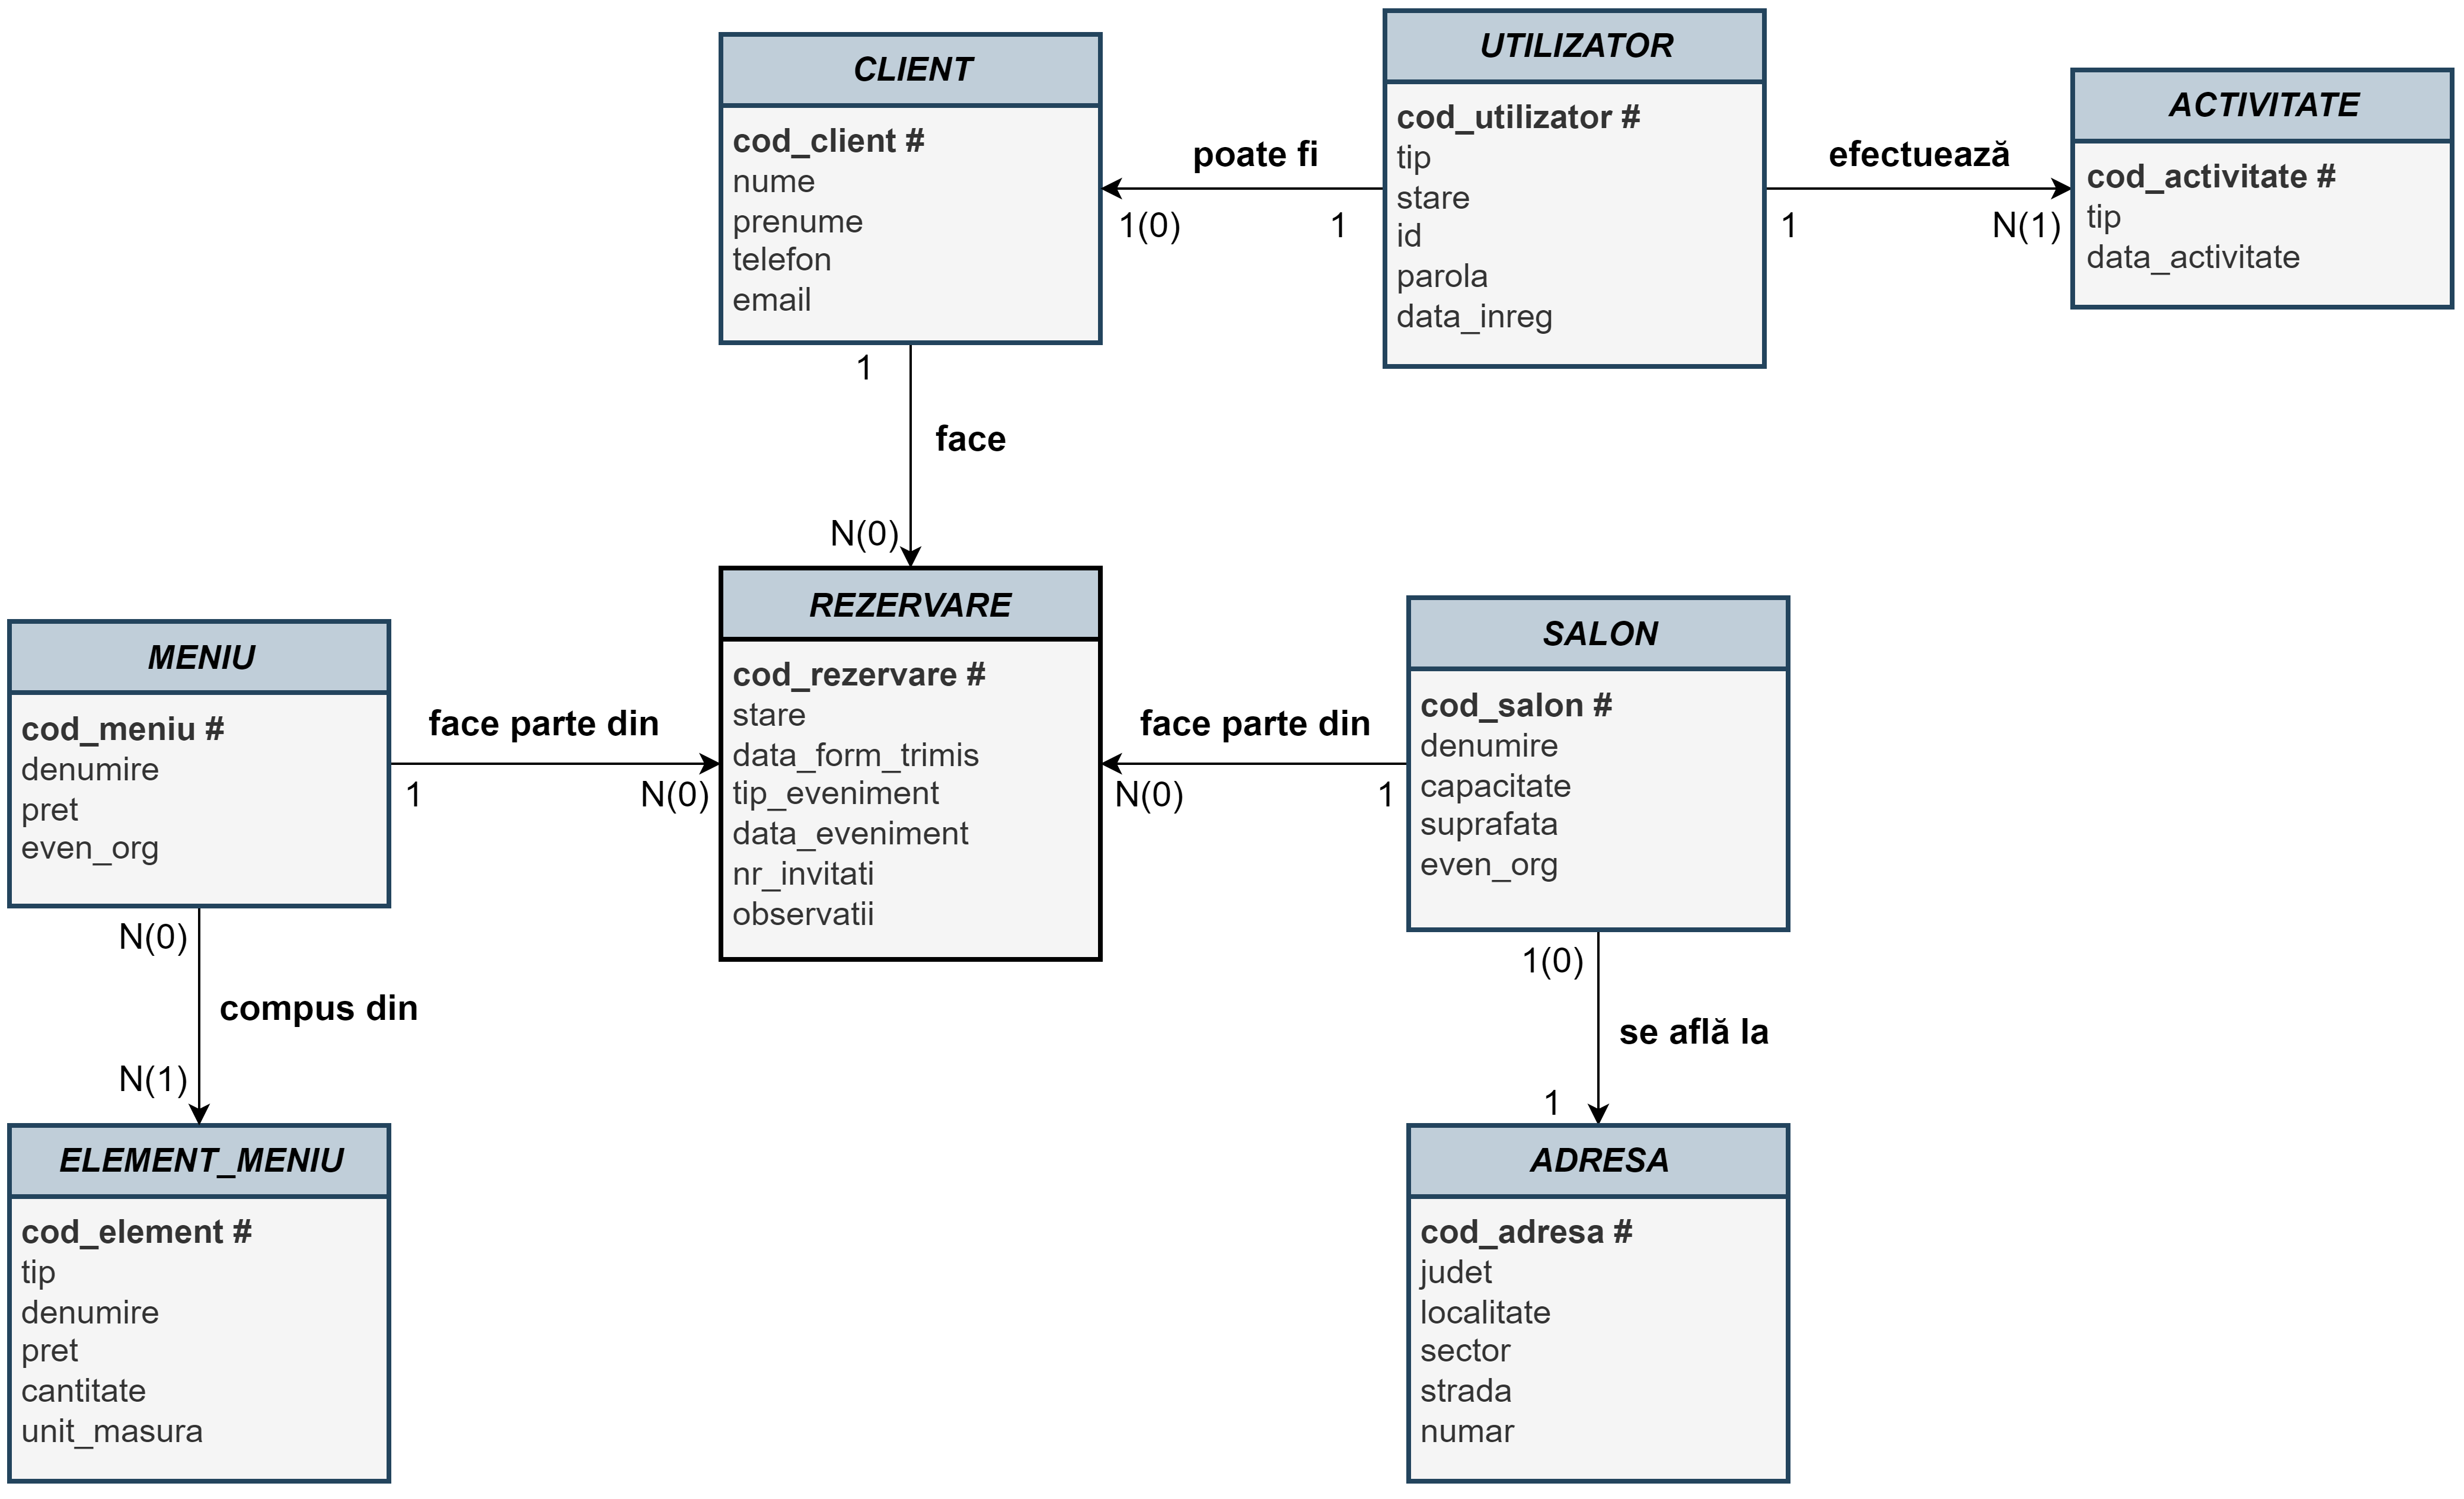 CLIENT
cod_client #
nume
prenume
telefon
email
poate fi
1(0)
1
UTILIZATOR
cod_utilizator #
tip
stare
id
parola
data_inreg
efectuează
1
N(1)
ACTIVITATE
cod_activitate #
tip
data_activitate
1
face
N(0)
MENIU
cod_meniu #
denumire
pret
even_org
face parte din
1
N(0)
REZERVARE
cod_rezervare #
stare
data_form_trimis
tip_eveniment
data_eveniment
nr_invitati
observatii
face parte din
N(0)
1
SALON
cod_salon #
denumire
capacitate
suprafata
even_org
N(0)
compus din
N(1)
1(0)
se află la
1
ELEMENT_MENIU
cod_element #
tip
denumire
pret
cantitate
unit_masura
ADRESA
cod_adresa #
judet
localitate
sector
strada
numar